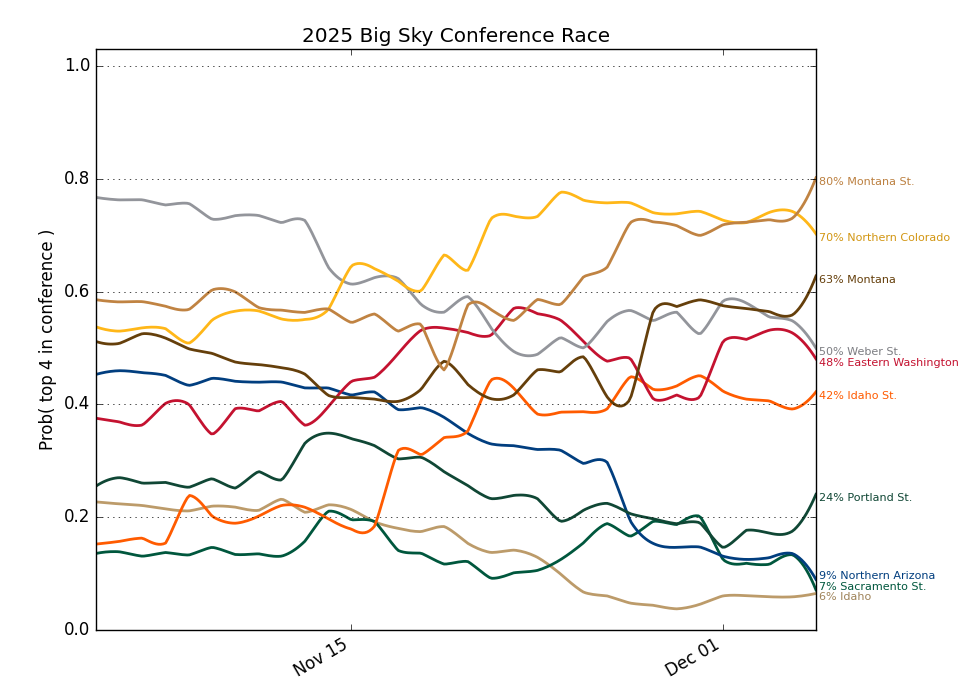 2025 Big Sky Conference Race
Prob( top 4 in conference )
1.0
0.8
0.6
0.4
0.2
0.0
Nov 15
Dec 01
80% Montana St.
70% Northern Colorado
63% Montana
50% Weber St.
48% Eastern Washington
42% Idaho St.
24% Portland St.
9% Northern Arizona
7% Sacramento St.
6% Idaho